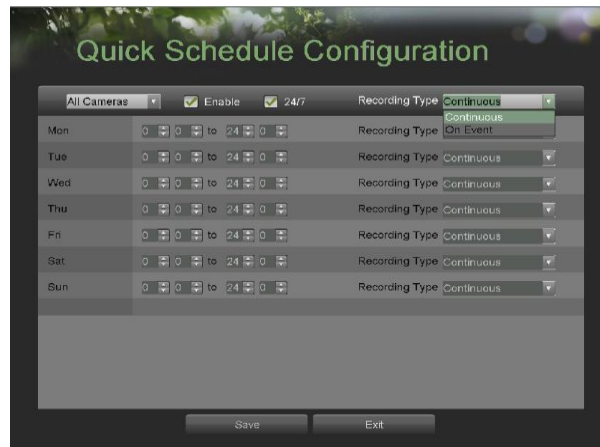 Quick Schedule Configuration
All Cameras Enable 24/7 Recording Type Continuous
Continuous
Mon 0 0 to 24 0 Recording Type On Event
Tue 0 0 to 24 0 Recording Type Continuous
Wed 0 0 to 24 0 Recording Type Continuous
Thu 0 0 to 24 0 Recording Type Continuous
Fri 0 0 to 24 0 Recording Type Continuous
Sat 0 0 to 24 0 Recording Type Continuous
Sun 0 0 to 24 0 Recording Type Continuous
Save Exit